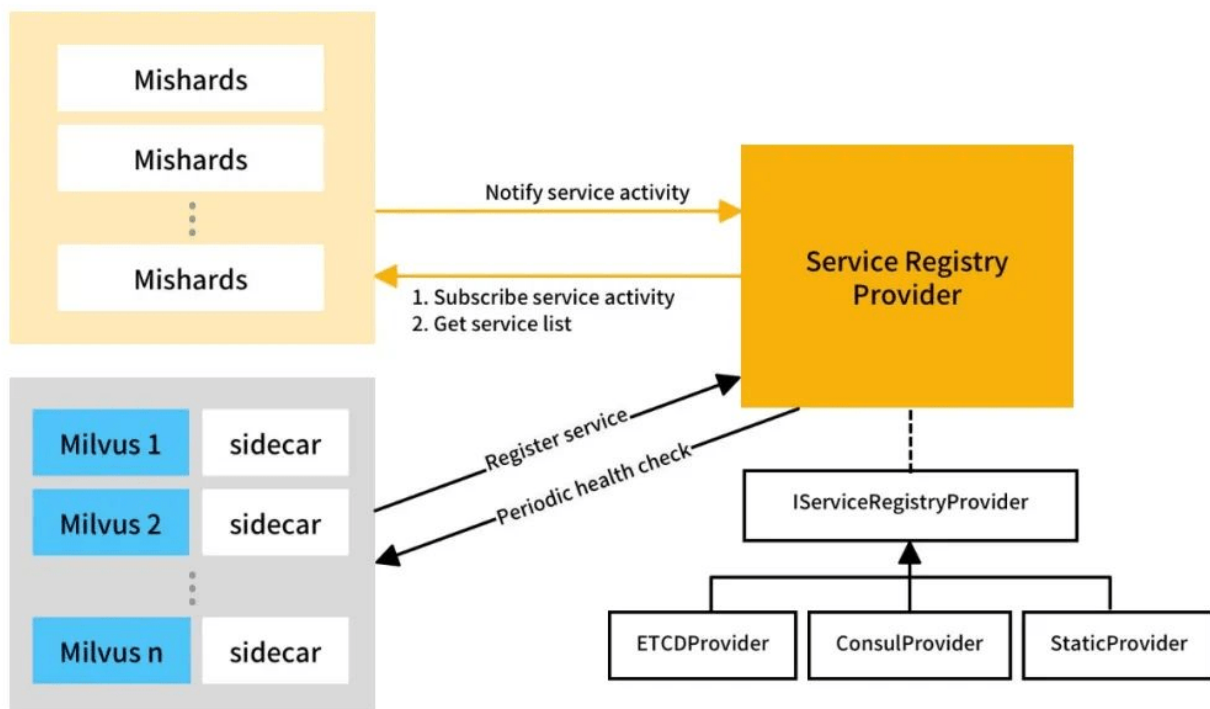 Mishards
Mishards
Mishards
Notify service activity
1. Subscribe service activity
2. Get service list
Service Registry
Provider
Milvus 1
sidecar
Milvus 2
sidecar
Milvus n
sidecar
Register service
Periodic health check
IServiceRegistryProvider
ETCDProvider
ConsulProvider
StaticProvider